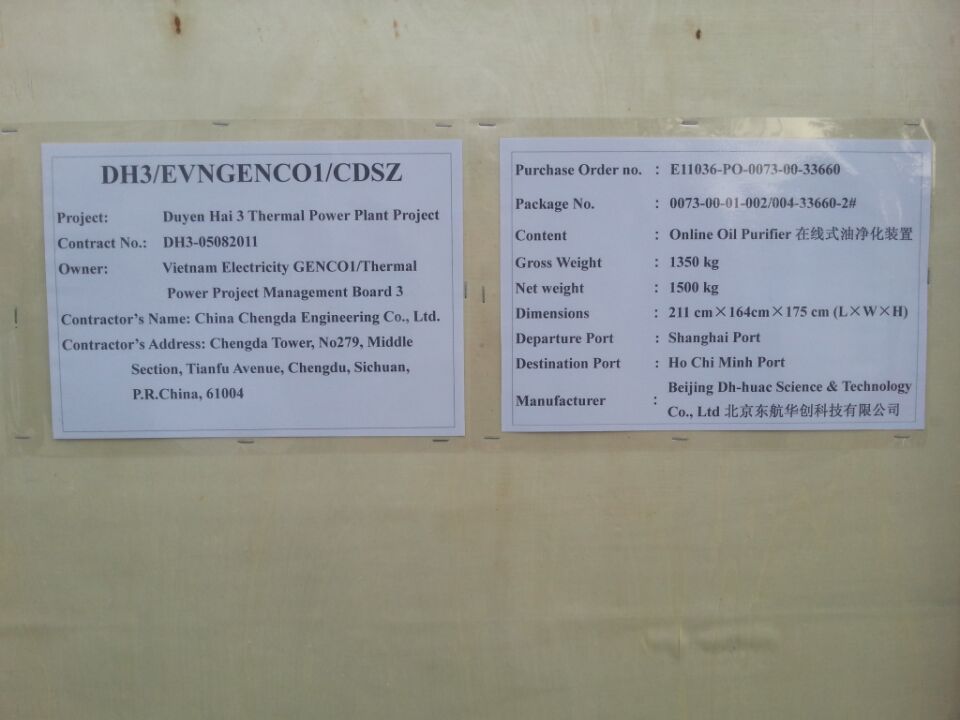 DH3/EVNGENCO1/CDSZ
Project: Duyen Hai 3 Thermal Power Plant Project
Contract No.: DH3-05082011
Owner: Vietnam Electricity GENCO1/Thermal
Power Project Management Board 3
Contractor's Name: China Chengda Engineering Co., Ltd.
Contractor's Address: Chengda Tower, No279, Middle
Section, Tianfu Avenue, Chengdu, Sichuan,
P.R.China, 61004
Purchase Order no. : E11036-PO-0073-00-33660
Package No. : 0073-00-01-002/004-33660-2#
Content : Online Oil Purifier 在线式油净化装置
Gross Weight : 1350 kg
Net weight : 1500 kg
Dimensions : 211 cm×164cm×175 cm (L×W×H)
Departure Port : Shanghai Port
Destination Port : Ho Chi Minh Port
Manufacturer : Beijing Dh-huac Science & Technology
Co., Ltd 北京东航华创科技有限公司